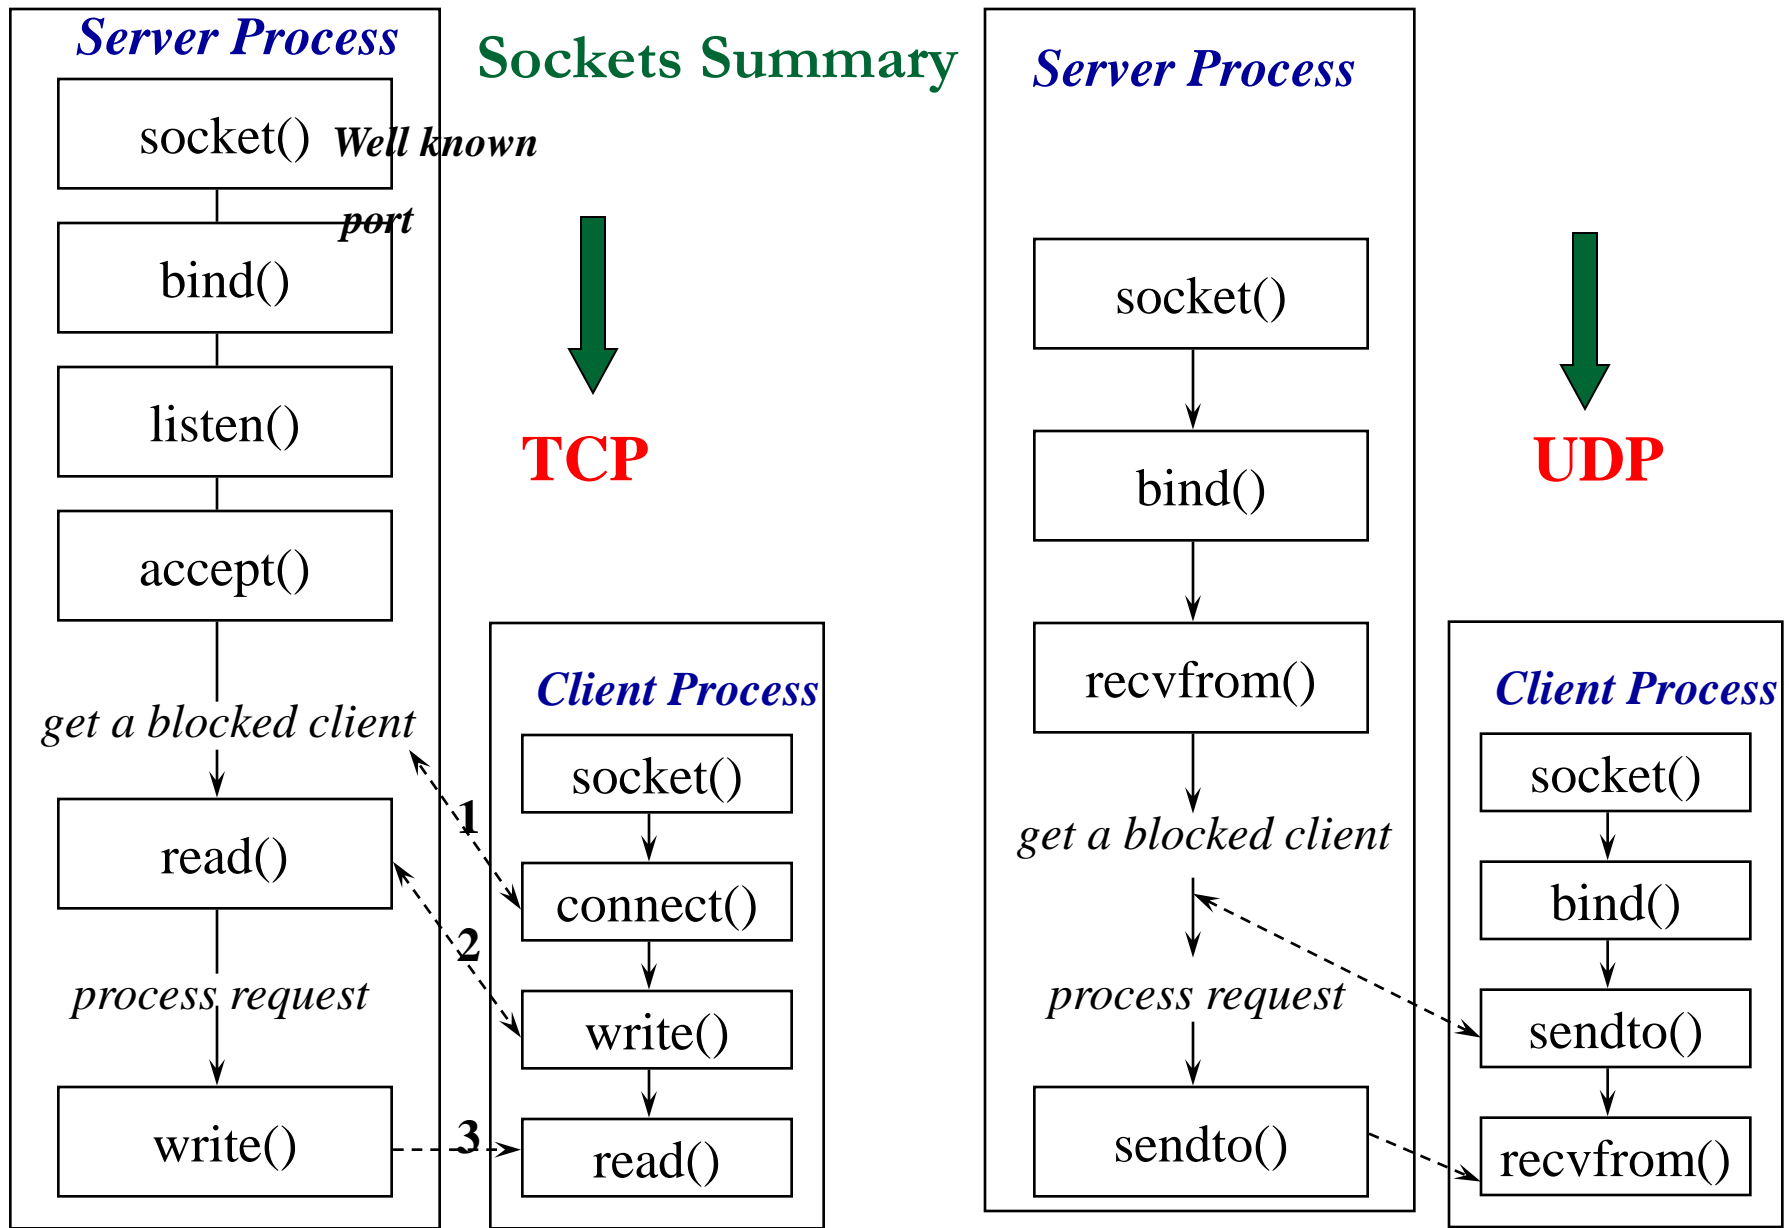 Sockets Summary
Server Process
socket()
Well known
port
bind()
listen()
accept()
get a blocked client
read()
process request
write()
TCP
Client Process
socket()
connect()
write()
read()
1
2
3
Server Process
socket()
bind()
recvfrom()
get a blocked client
process request
sendto()
UDP
Client Process
socket()
bind()
sendto()
recvfrom()